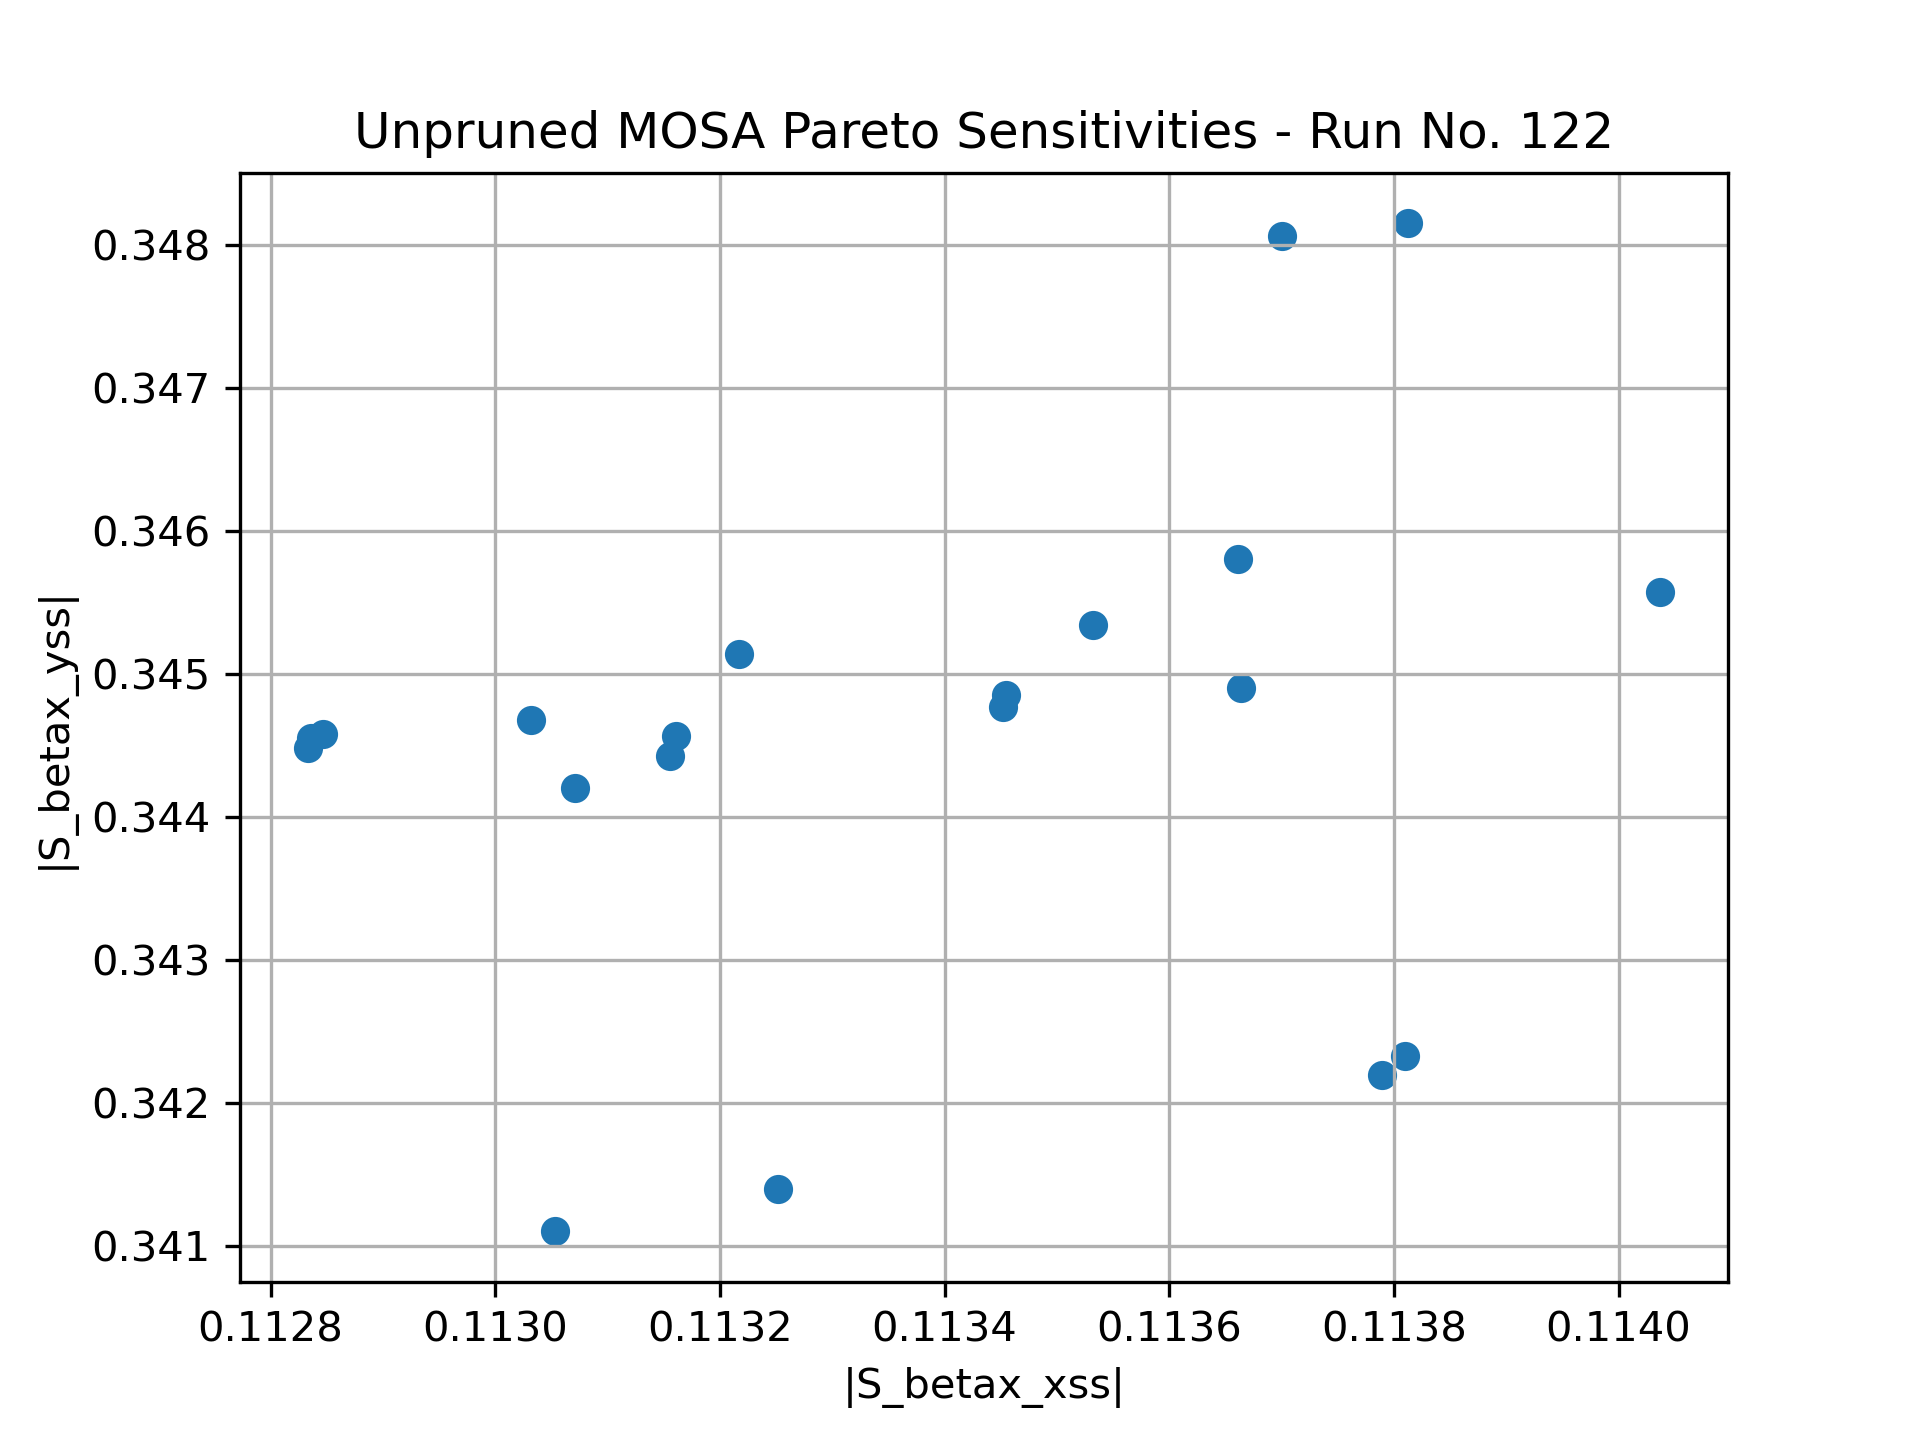 Unpruned MOSA Pareto Sensitivities - Run No. 122
|S_betax_yss|
0.348
0.347
0.346
0.345
0.344
0.343
0.342
0.341
0.1128 0.1130 0.1132 0.1134 0.1136 0.1138 0.1140
|S_betax_xss|